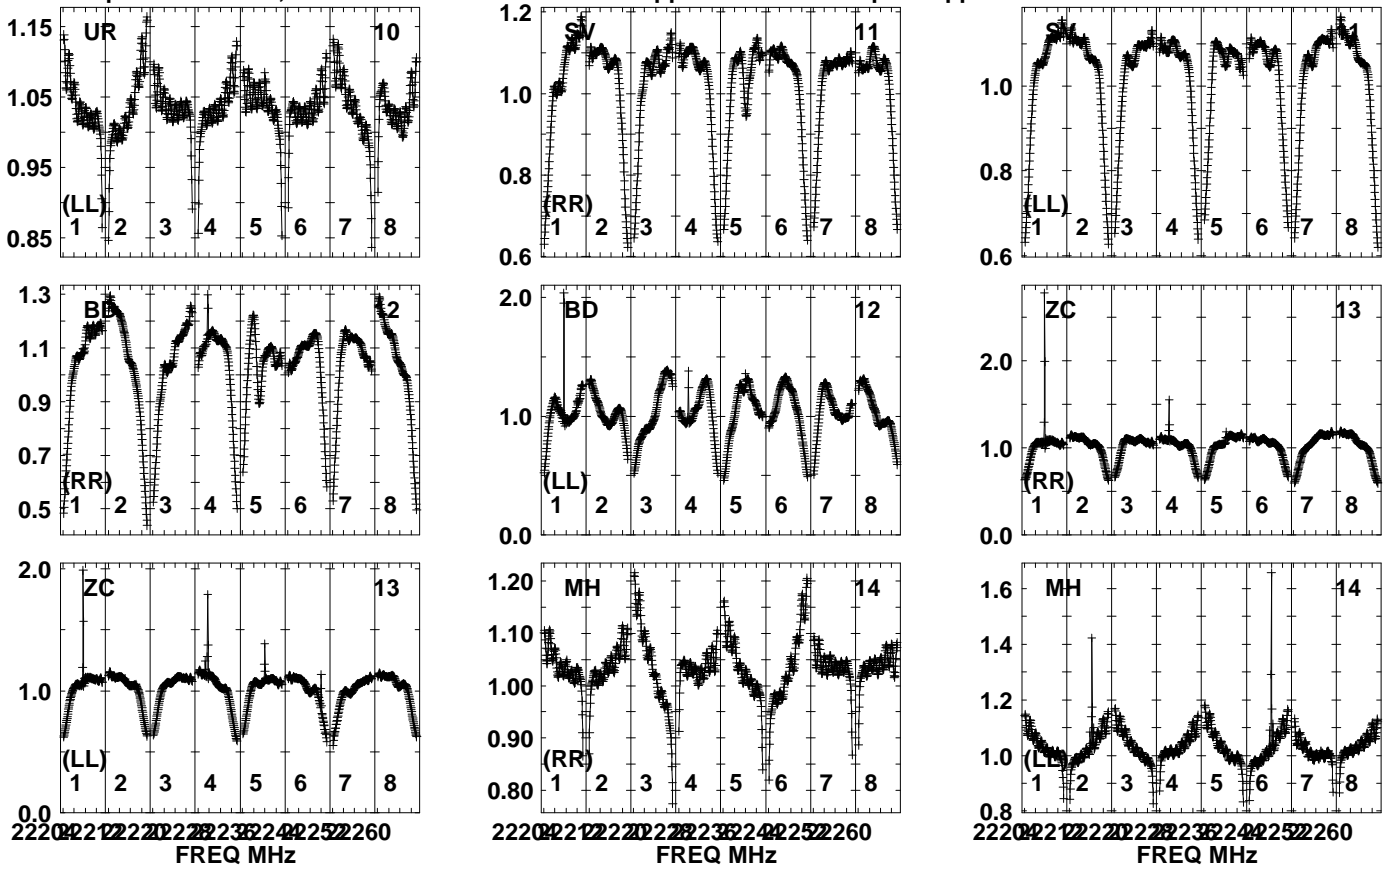 1.15
1.05
0.95
0.85
UR 10
(LL)
1 2 3 4 5 6 7 8
1.2
1.0
0.8
0.6
SV 11
(RR)
1 2 3 4 5 6 7 8
1.0
0.8
0.6
(LL)
1 2 3 4 5 6 7 8
1.3
1.1
0.9
0.7
0.5
BD
(RR)
1 2 3 4 5 6 7 8
2.0
1.0
0.0
BD 12
(LL)
1 2 3 4 5 6 7 8
2.0
1.0
0.0
ZC 13
(RR)
1 2 3 4 5 6 7 8
2.0
1.0
0.0
ZC 13
(LL)
1 2 3 4 5 6 7 8
FREQ MHz
1.20
1.10
1.00
0.90
0.80
MH 14
(RR)
1 2 3 4 5 6 7 8
FREQ MHz
1.6
1.4
1.2
1.0
0.8
MH 14
(LL)
1 2 3 4 5 6 7 8
FREQ MHz